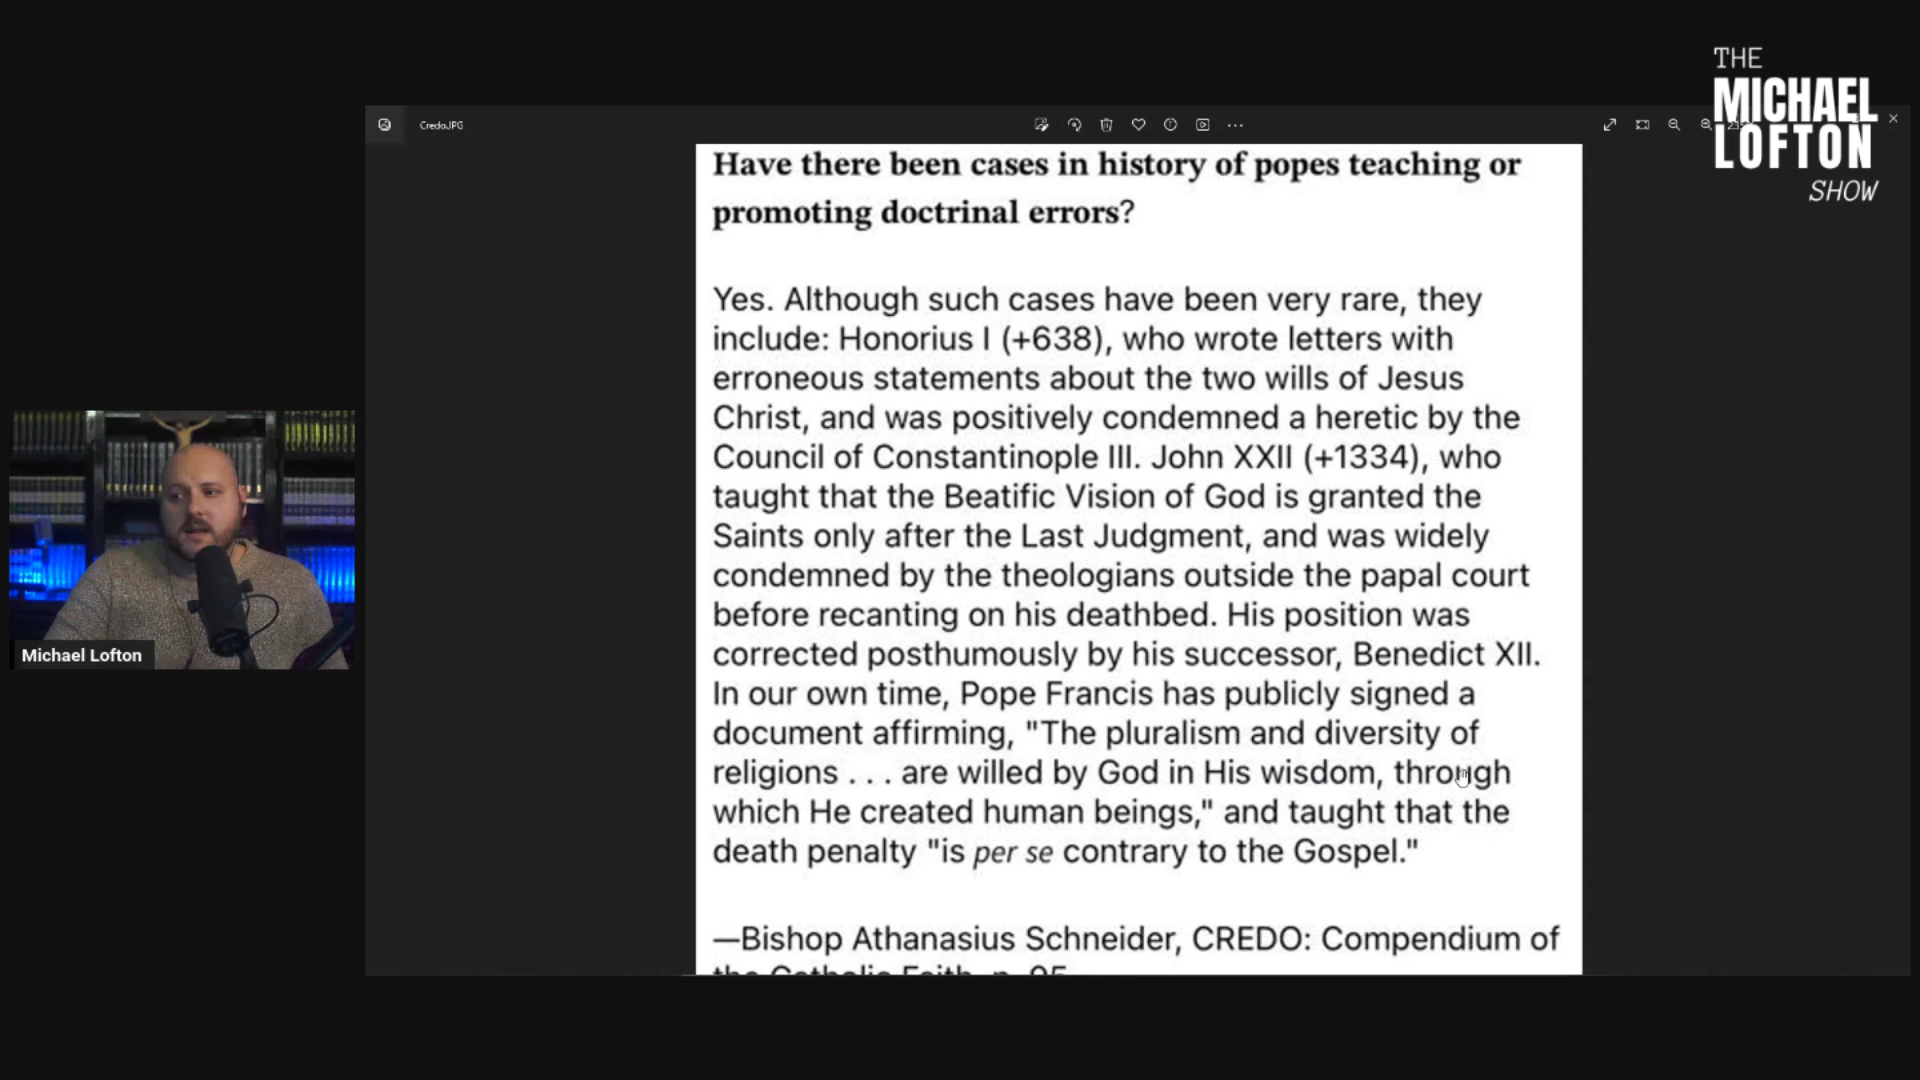 THE
MICHAEL
LOFTON
SHOW
Credo.JPG
Have there been cases in history of popes teaching or
promoting doctrinal errors?
Yes. Although such cases have been very rare, they
include: Honorius I (+638), who wrote letters with
erroneous statements about the two wills of Jesus
Christ, and was positively condemned a heretic by the
Council of Constantinople III. John XXII (+1334), who
taught that the Beatific Vision of God is granted the
Saints only after the Last Judgment, and was widely
condemned by the theologians outside the papal court
before recanting on his deathbed. His position was
corrected posthumously by his successor, Benedict XII.
In our own time, Pope Francis has publicly signed a
document affirming, "The pluralism and diversity of
religions . . . are willed by God in His wisdom, through
which He created human beings," and taught that the
death penalty "is per se contrary to the Gospel."
—Bishop Athanasius Schneider, CREDO: Compendium of
the Catholic Faith, p. 95
Michael Lofton